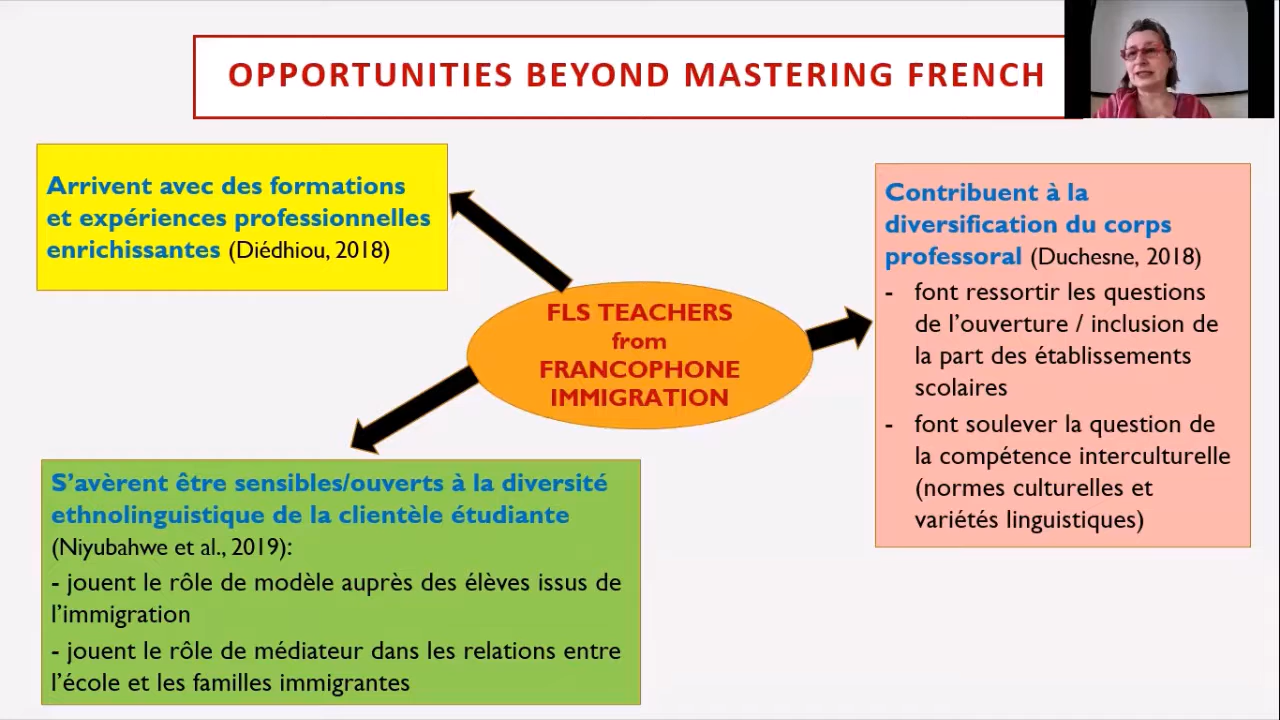 OPPORTUNITIES BEYOND MASTERING FRENCH
Arrivent avec des formations
et expériences professionnelles
enrichissantes (Diédhiou, 2018)
FLS TEACHERS
from
FRANCOPHONE
IMMIGRATION
Contribuent à la
diversification du corps
professoral (Duchesne, 2018)
- font ressortir les questions
de l’ouverture / inclusion de
la part des établissements
scolaires
- font soulever la question de
la compétence interculturelle
(normes culturelles et
variétés linguistiques)
S’avèrent être sensibles/ouverts à la diversité
ethnolinguistique de la clientèle étudiante
(Niyubahwe et al., 2019):
- jouent le rôle de modèle auprès des élèves issus de
l’immigration
- jouent le rôle de médiateur dans les relations entre
l’école et les familles immigrantes